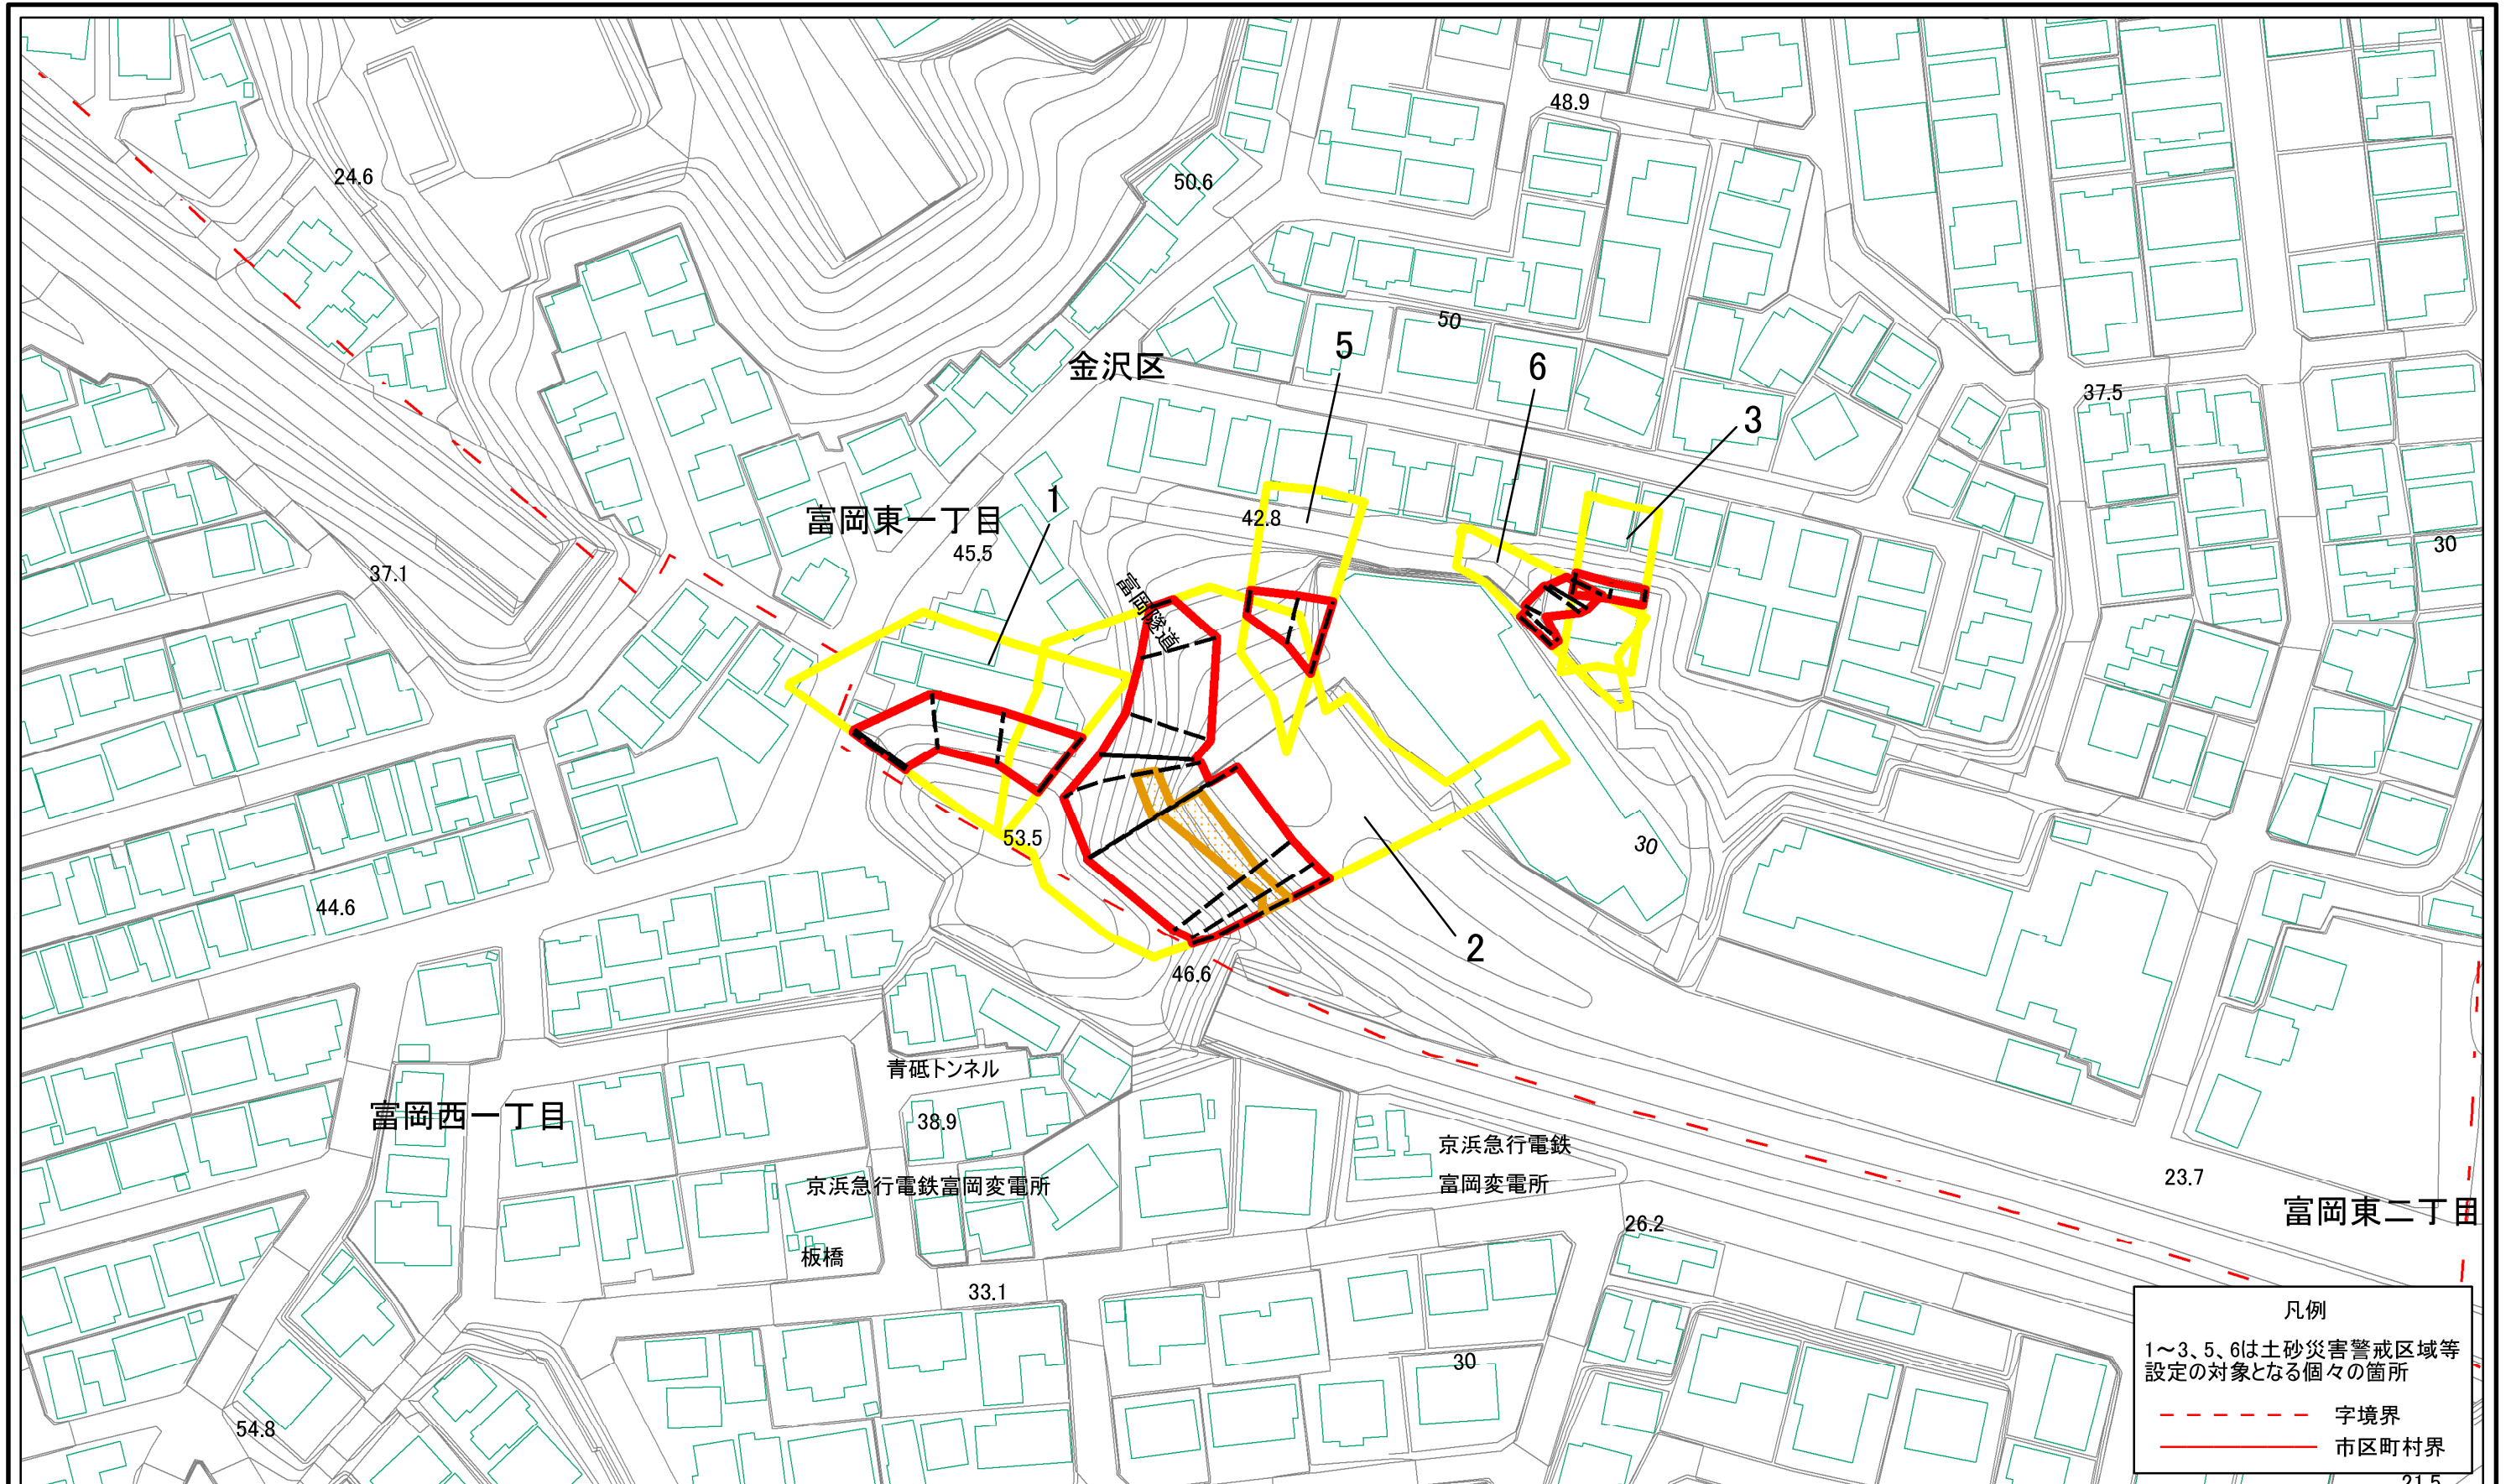 48.9
24.6
50.6
50
5
金沢区
6
37.5
3
1
富岡東一丁目
42.8
45.5
30
37.1
富岡隧道
53.5
30
44.6
2
46.6
青砥トンネル
富岡西一丁目
38.9
京浜急行電鉄
富岡変電所
京浜急行電鉄富岡変電所
23.7
富岡東二丁目
26.2
板橋
33.1
30
54.8
凡例
1~3、5、6は土砂災害警戒区域等
設定の対象となる個々の箇所
字境界
市区町村界
21.5